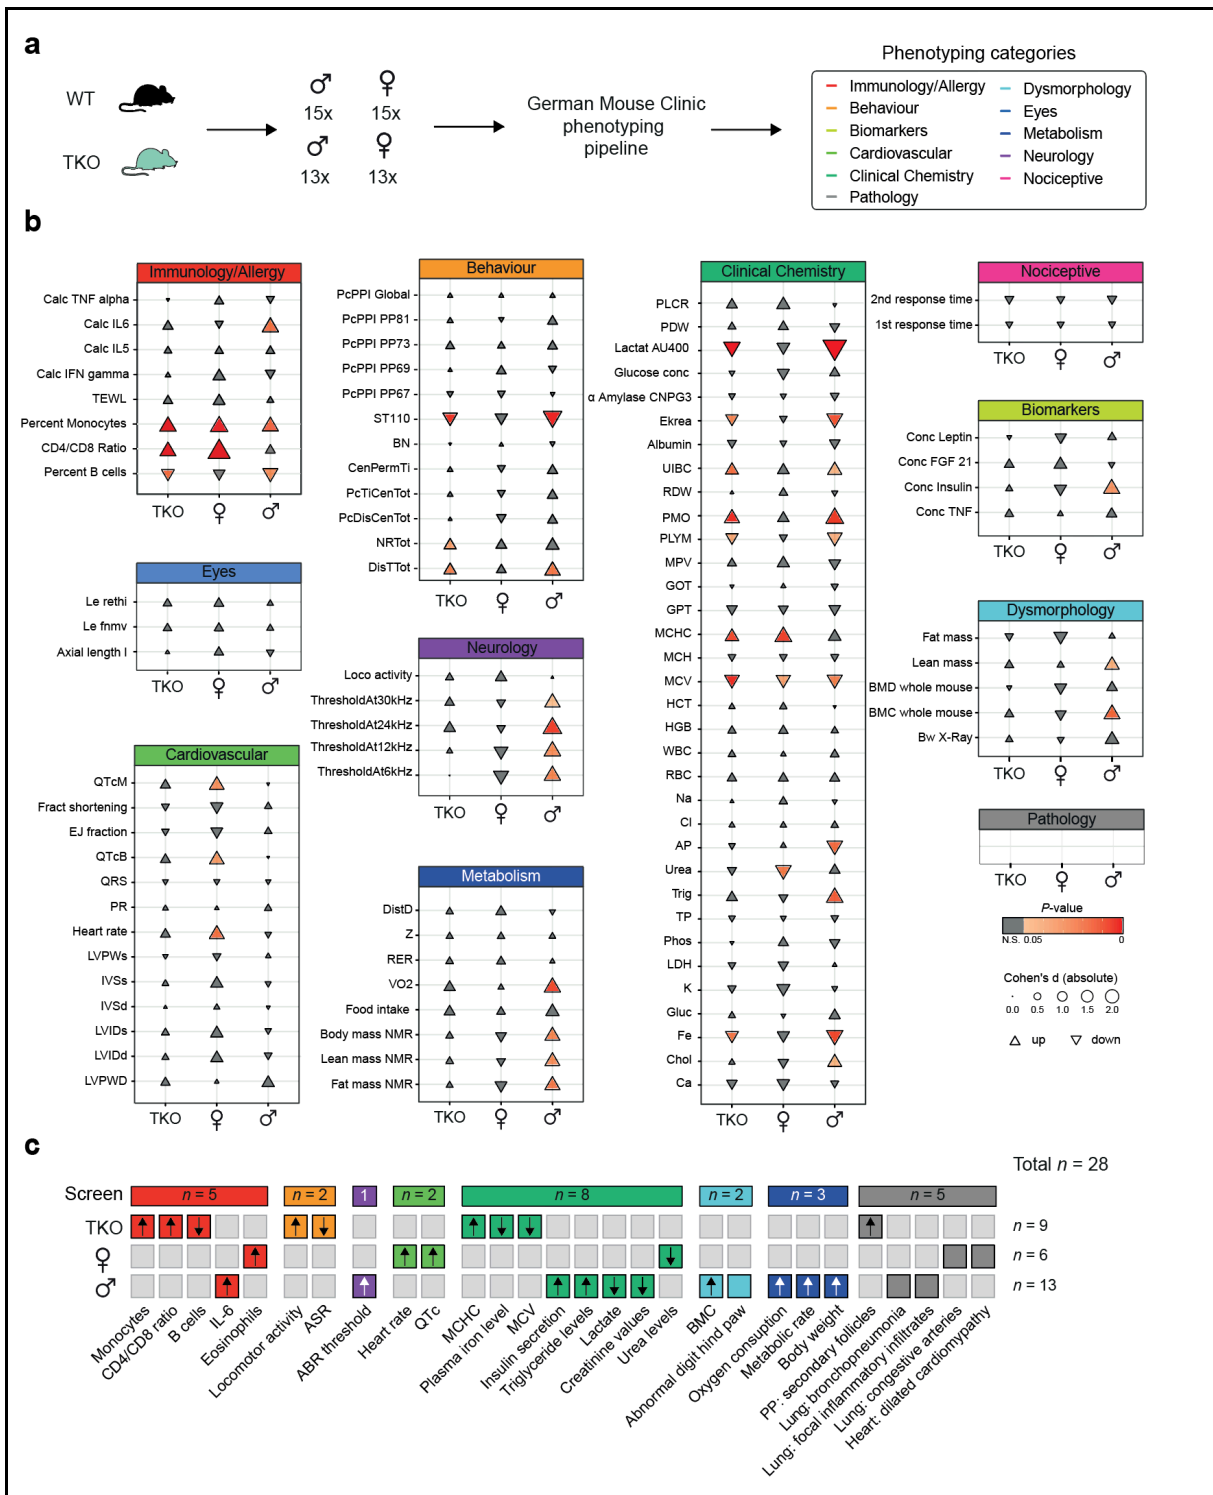 a
WT
TKO
♂
15x
♀
15x
♂
13x
♀
13x
German Mouse Clinic
phenotyping
pipeline
Phenotyping categories
Immunology/Allergy
Behaviour
Biomarkers
Cardiovascular
Clinical Chemistry
Pathology
Dysmorphology
Eyes
Metabolism
Neurology
Nociceptive
b
Immunology/Allergy
Calc TNF alpha
Calc IL6
Calc IL5
Calc IFN gamma
TEWL
Percent Monocytes
CD4/CD8 Ratio
Percent B cells
TKO ♀ ♂
Eyes
Le rethi
Le fnmv
Axial length l
TKO ♀ ♂
Cardiovascular
QTcM
Fract shortening
EJ fraction
QTcB
QRS
PR
Heart rate
LVPWs
IVSs
IVSd
LVIDs
LVIDd
LVPWD
TKO ♀ ♂
Behaviour
PcPPI Global
PcPPI PP81
PcPPI PP73
PcPPI PP69
PcPPI PP67
ST110
BN
CenPermTi
PcTiCenTot
PcDisCenTot
NRTot
DisTTot
TKO ♀ ♂
Neurology
Loco activity
ThresholdAt30kHz
ThresholdAt24kHz
ThresholdAt12kHz
ThresholdAt6kHz
TKO ♀ ♂
Metabolism
DistD
Z
RER
VO2
Food intake
Body mass NMR
Lean mass NMR
Fat mass NMR
TKO ♀ ♂
Clinical Chemistry
PLCR
PDW
Lactat AU400
Glucose conc
α Amylase CNPG3
Ekrea
Albumin
UIBC
RDW
PMO
PLYM
MPV
GOT
GPT
MCHC
MCH
MCV
HCT
HGB
WBC
RBC
Na
Cl
AP
Urea
Trig
TP
Phos
LDH
K
Gluc
Fe
Chol
Ca
TKO ♀ ♂
Nociceptive
2nd response time
1st response time
TKO ♀ ♂
Biomarkers
Conc Leptin
Conc FGF 21
Conc Insulin
Conc TNF
TKO ♀ ♂
Dysmorphology
Fat mass
Lean mass
BMD whole mouse
BMC whole mouse
Bw X-Ray
TKO ♀ ♂
Pathology
TKO ♀ ♂
P-value
N.S. 0.05 0
Cohen's d (absolute)
0.0 0.5 1.0 1.5 2.0
up down
c
Total n = 28
Screen n = 5 n = 2 1 n = 2 n = 8 n = 2 n = 3 n = 5
TKO n = 9
♀ n = 6
♂ n = 13
Monocytes
CD4/CD8 ratio
B cells
IL-6
Eosinophils
Locomotor activity
ASR
ABR threshold
Heart rate
QTc
MCHC
Plasma iron level
MCV
Insulin secretion
Triglyceride levels
Lactate
Creatinine values
Urea levels
BMC
Abnormal digit hind paw
Oxygen consuption
Metabolic rate
Body weight
PP: secondary follicles
Lung: bronchopneumonia
Lung: focal inflammatory infiltrates
Lung: congestive arteries
Heart: dilated cardiomypathy